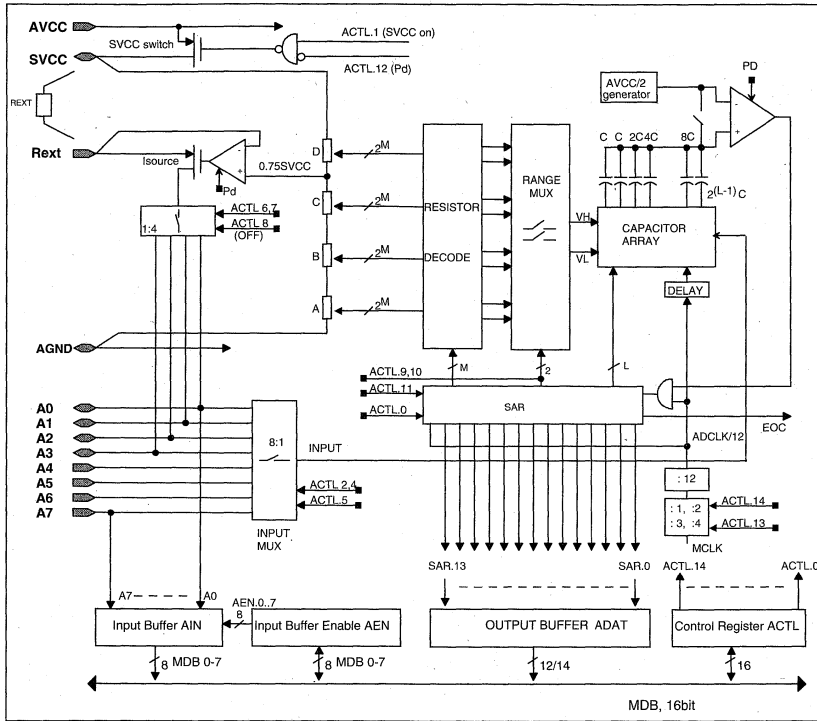 AVCC
SVCC switch
ACTL.1 (SVCC on)
SVCC
ACTL.12 (Pd)
REXT
Rext
Isource
Pd
0.75SVCC
D
C
B
A
2M
2M
2M
2M
RESISTOR
DECODE
RANGE
MUX
VH
VL
AVCC/2
generator
PD
-
+
-
+
C C 2C4C 8C
2(L-1)C
CAPACITOR
ARRAY
DELAY
1:4
ACTL 6,7
ACTL 8
(OFF)
AGND
M
2
L
ACTL.9,10
ACTL.11
ACTL.0
SAR
EOC
ADCLK/12
A0
A1
A2
A3
A4
A5
A6
A7
8:1
INPUT
ACTL 2,4
ACTL.5
INPUT
MUX
: 12
: 1, :2
: 3, :4
ACTL.14
ACTL.13
MCLK
SAR.13
SAR.0
ACTL.14
ACTL.0
A7
A0
AEN.0..7
8
Input Buffer AIN
Input Buffer Enable AEN
OUTPUT BUFFER ADAT
Control Register ACTL
8 MDB 0-7
8 MDB 0-7
12/14
16
MDB, 16bit